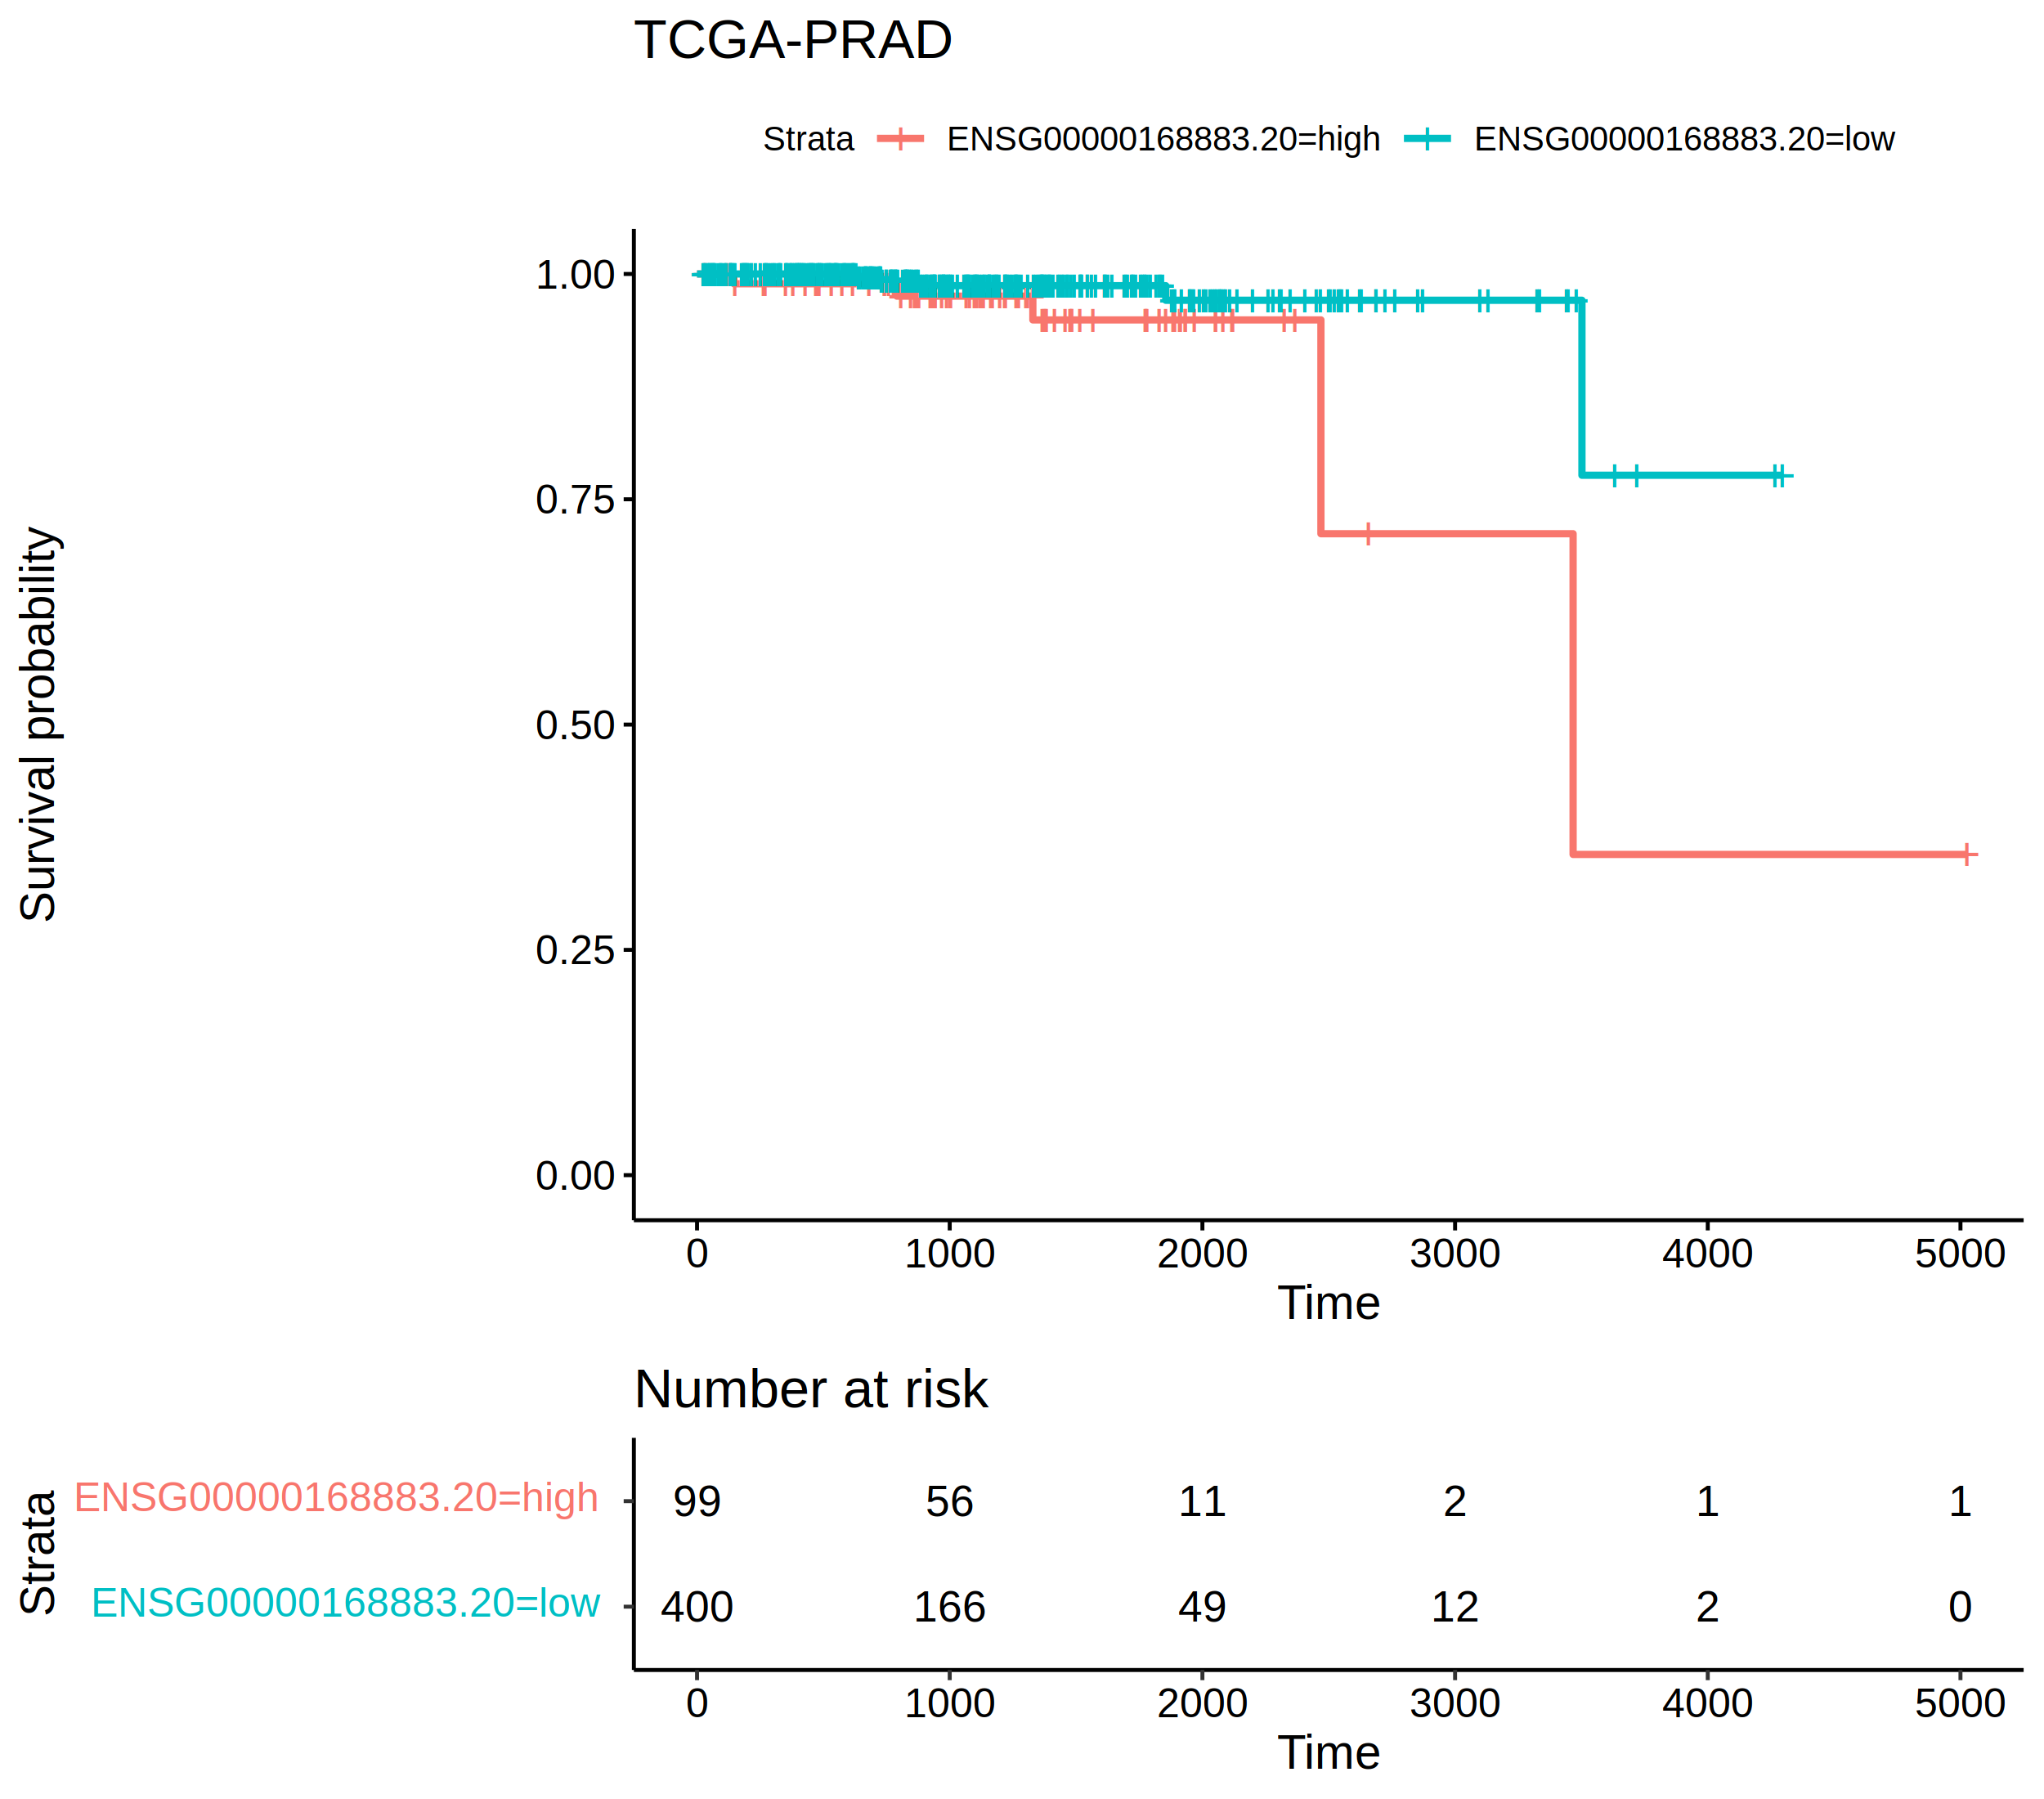 TCGA-PRAD
Strata ENSG00000168883.20=high ENSG00000168883.20=low
Survival probability
1.00
0.75
0.50
0.25
0.00
0 1000 2000 3000 4000 5000
Time
Number at risk
Strata
ENSG00000168883.20=high 99 56 11 2 1 1
ENSG00000168883.20=low 400 166 49 12 2 0
0 1000 2000 3000 4000 5000
Time